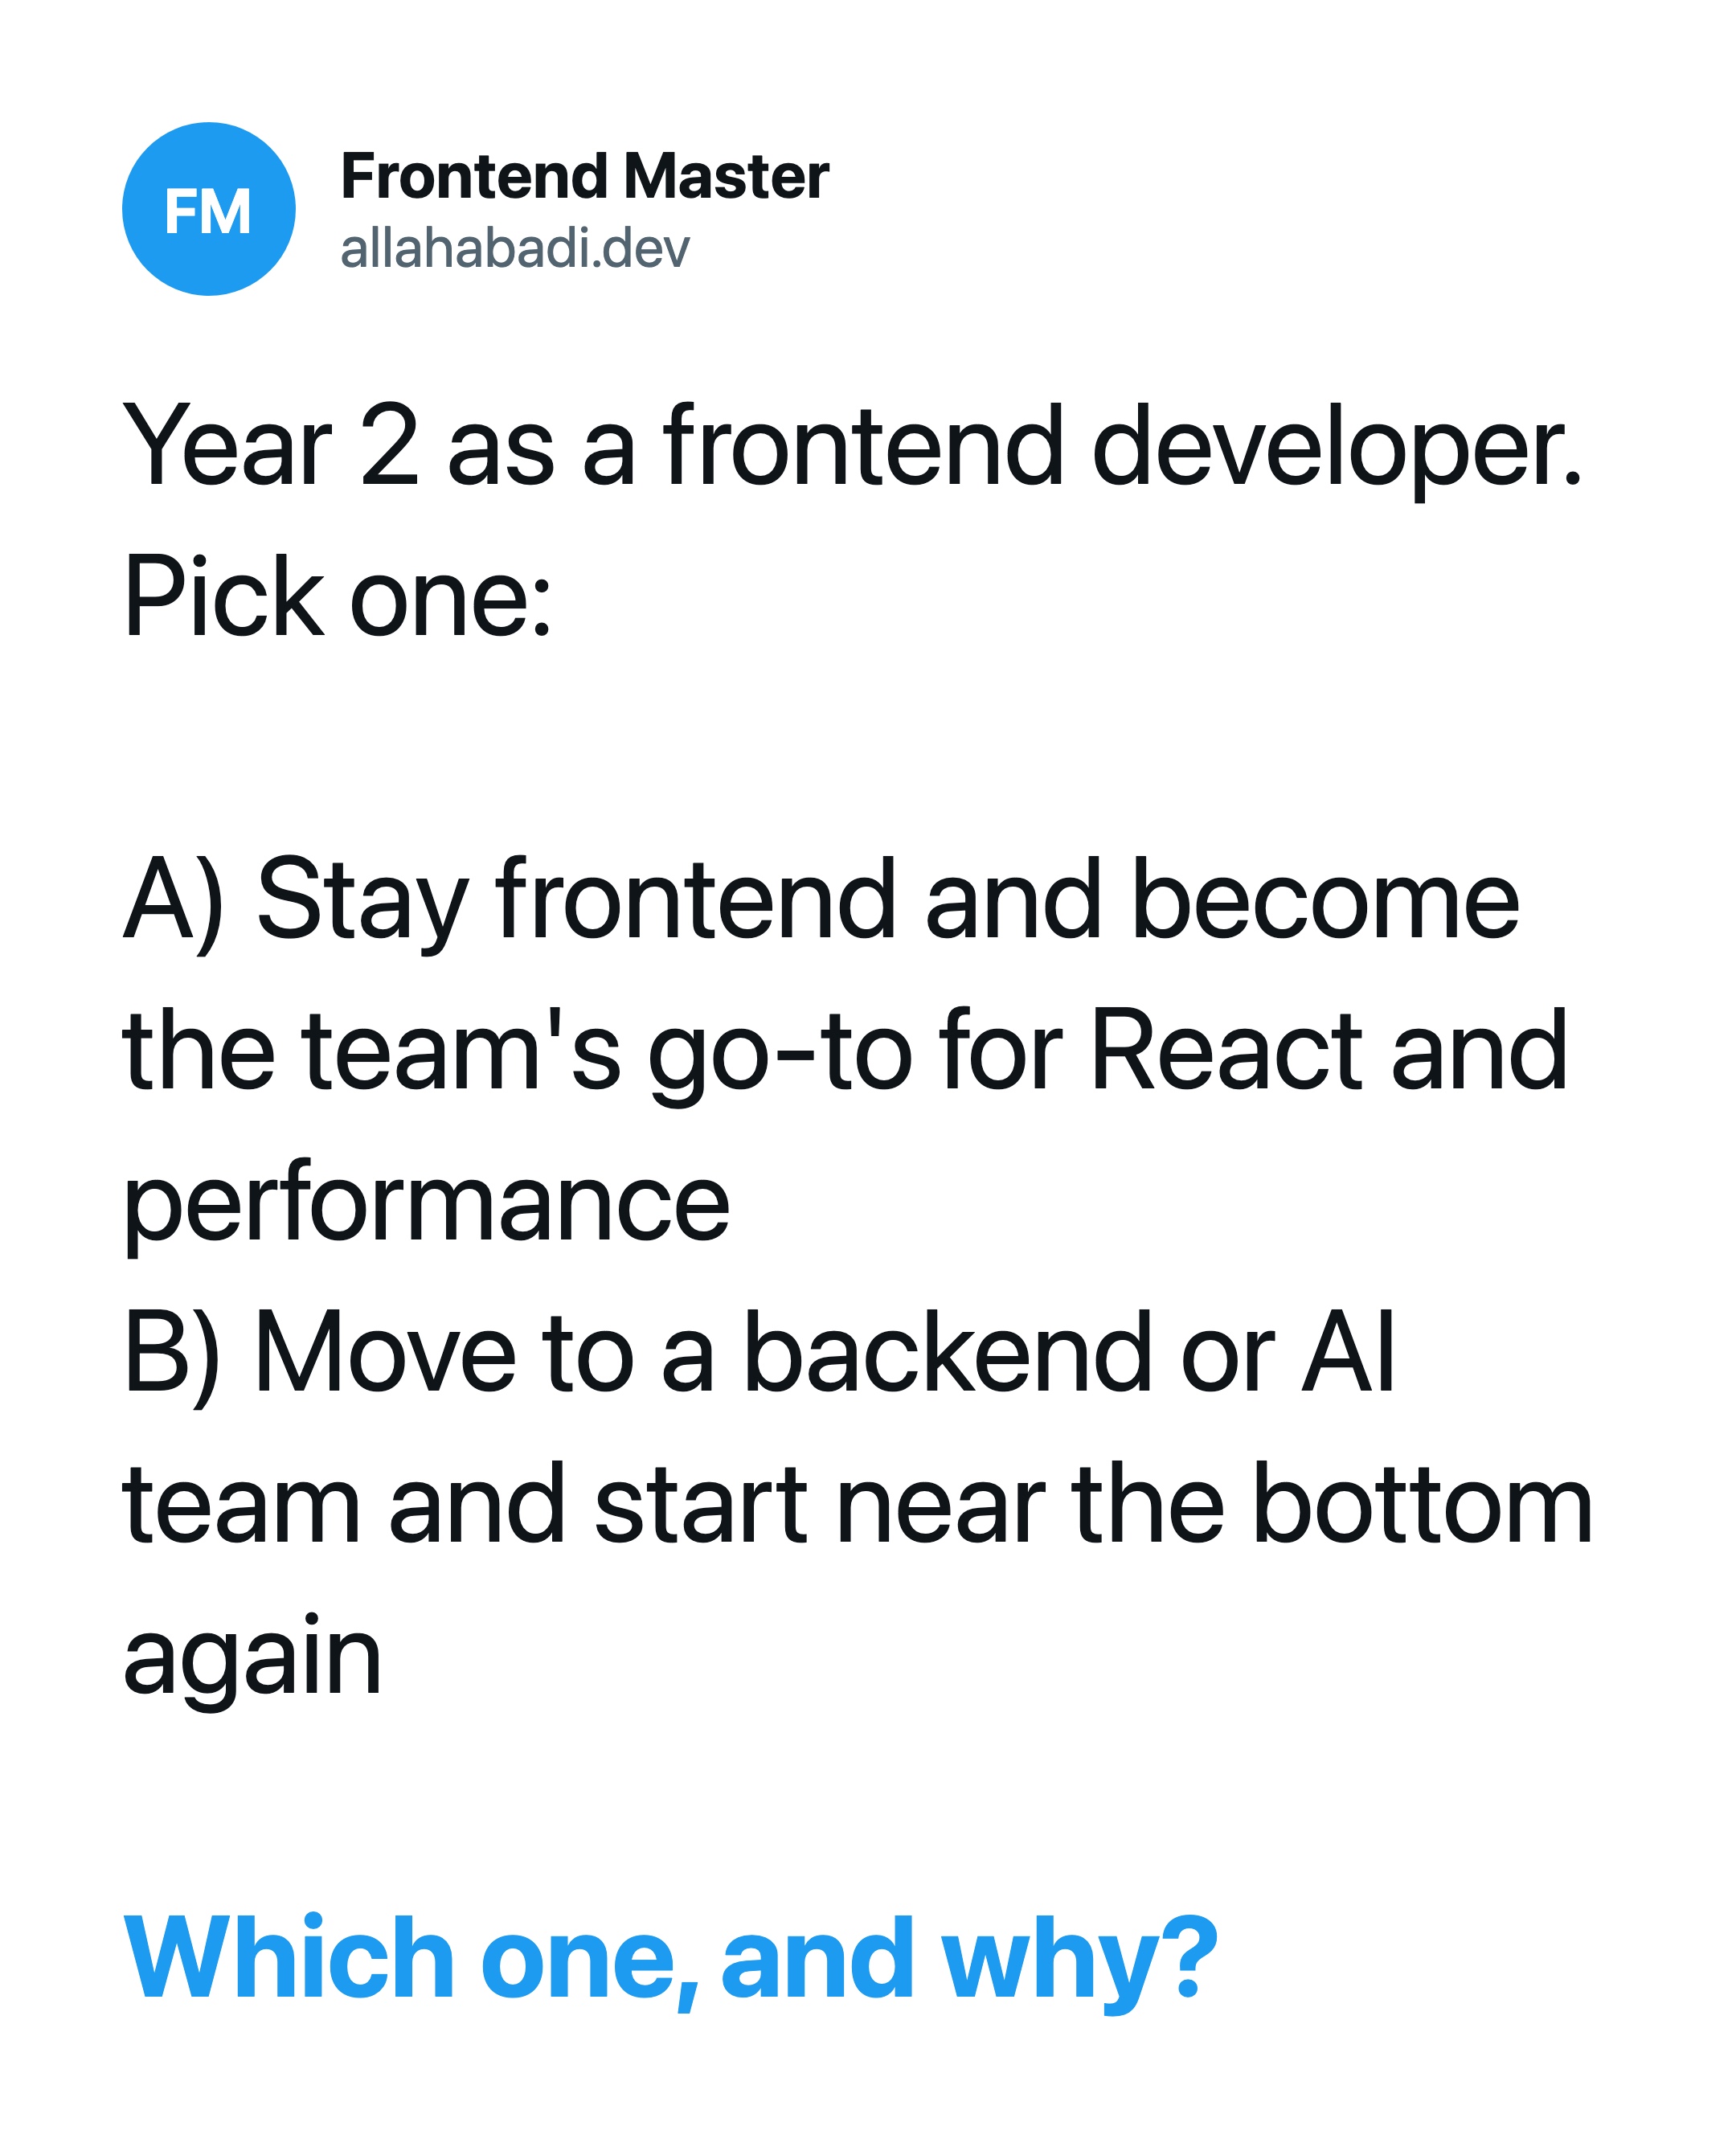 FM
Frontend Master
allahabadi.dev
Year 2 as a frontend developer.
Pick one:
A) Stay frontend and become
the team's go-to for React and
performance
B) Move to a backend or AI
team and start near the bottom
again
Which one, and why?